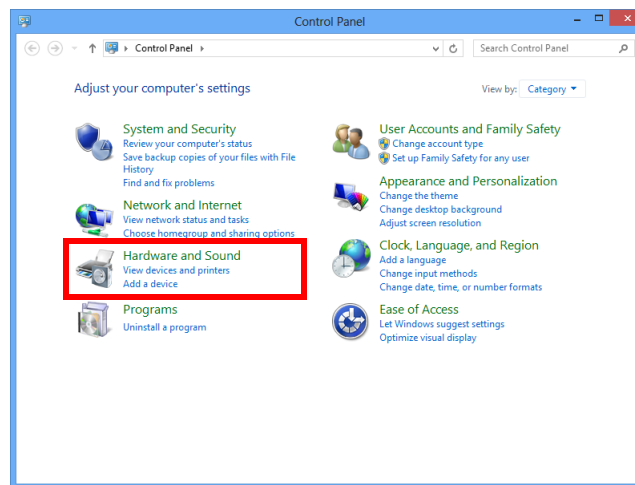 Control Panel
Control Panel
Search Control Panel
Adjust your computer's settings
View by: Category
System and Security
Review your computer's status
Save backup copies of your files with File
History
Find and fix problems
Network and Internet
View network status and tasks
Choose homegroup and sharing options
Hardware and Sound
View devices and printers
Add a device
Programs
Uninstall a program
User Accounts and Family Safety
Change account type
Set up Family Safety for any user
Appearance and Personalization
Change the theme
Change desktop background
Adjust screen resolution
Clock, Language, and Region
Add a language
Change input methods
Change date, time, or number formats
Ease of Access
Let Windows suggest settings
Optimize visual display